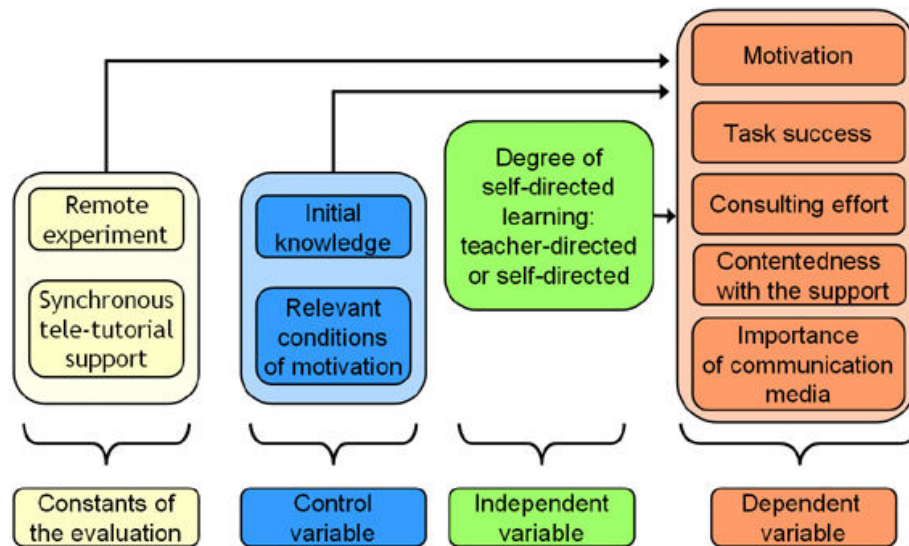 Remote
experiment
Synchronous
tele-tutorial
support
Constants of
the evaluation
Initial
knowledge
Relevant
conditions
of motivation
Control
variable
Degree of
self-directed
learning:
teacher-directed
or self-directed
Independent
variable
Motivation
Task success
Consulting effort
Contentedness
with the support
Importance
of communication
media
Dependent
variable